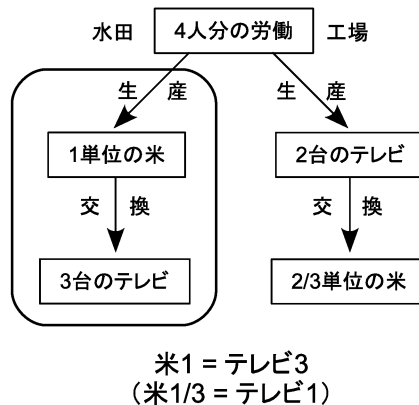 水田 4人分の労働 工場
生 産 生 産
1単位の米 2台のテレビ
交 換 交 換
3台のテレビ 2/3単位の米
米1 = テレビ3
(米1/3 = テレビ1)